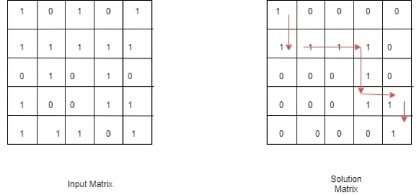 1 0 1 0 1
1 1 1 1 1
0 1 0 1 0
1 0 0 1 1
1 1 1 0 1
Input Matrix
1 0 0 0 0
1 1 1 1 0
0 0 0 1 0
0 0 0 1 1
0 0 0 0 1
Solution
Matrix